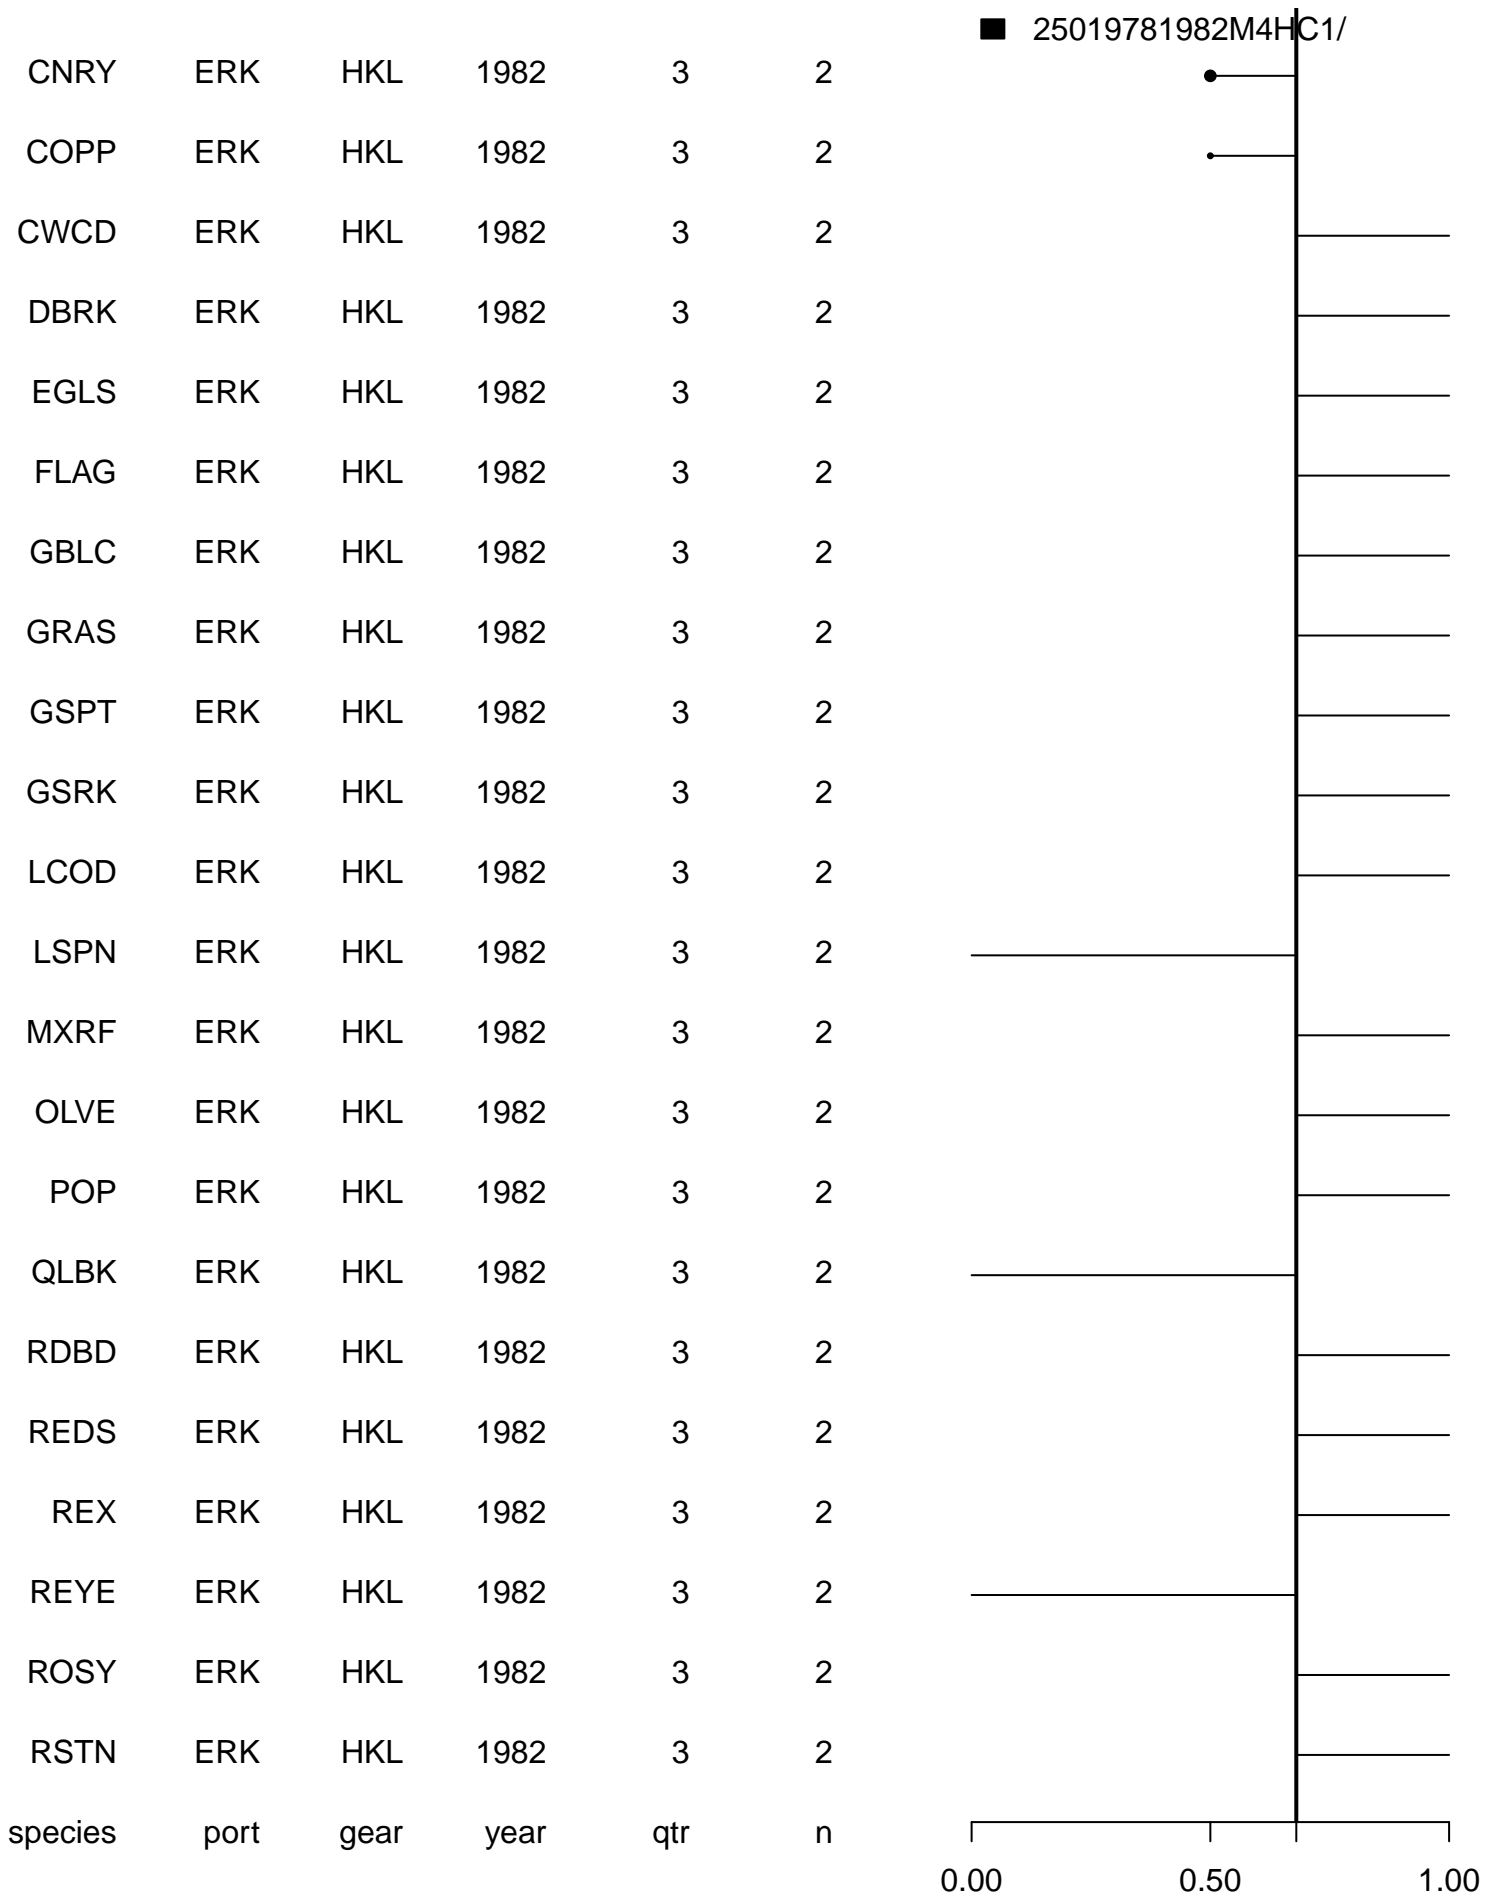 25019781982M4HC1/
CNRY ERK HKL 1982 3 2
COPP ERK HKL 1982 3 2
CWCD ERK HKL 1982 3 2
DBRK ERK HKL 1982 3 2
EGLS ERK HKL 1982 3 2
FLAG ERK HKL 1982 3 2
GBLC ERK HKL 1982 3 2
GRAS ERK HKL 1982 3 2
GSPT ERK HKL 1982 3 2
GSRK ERK HKL 1982 3 2
LCOD ERK HKL 1982 3 2
LSPN ERK HKL 1982 3 2
MXRF ERK HKL 1982 3 2
OLVE ERK HKL 1982 3 2
POP ERK HKL 1982 3 2
QLBK ERK HKL 1982 3 2
RDBD ERK HKL 1982 3 2
REDS ERK HKL 1982 3 2
REX ERK HKL 1982 3 2
REYE ERK HKL 1982 3 2
ROSY ERK HKL 1982 3 2
RSTN ERK HKL 1982 3 2
species port gear year qtr n
0.00 0.50 1.00